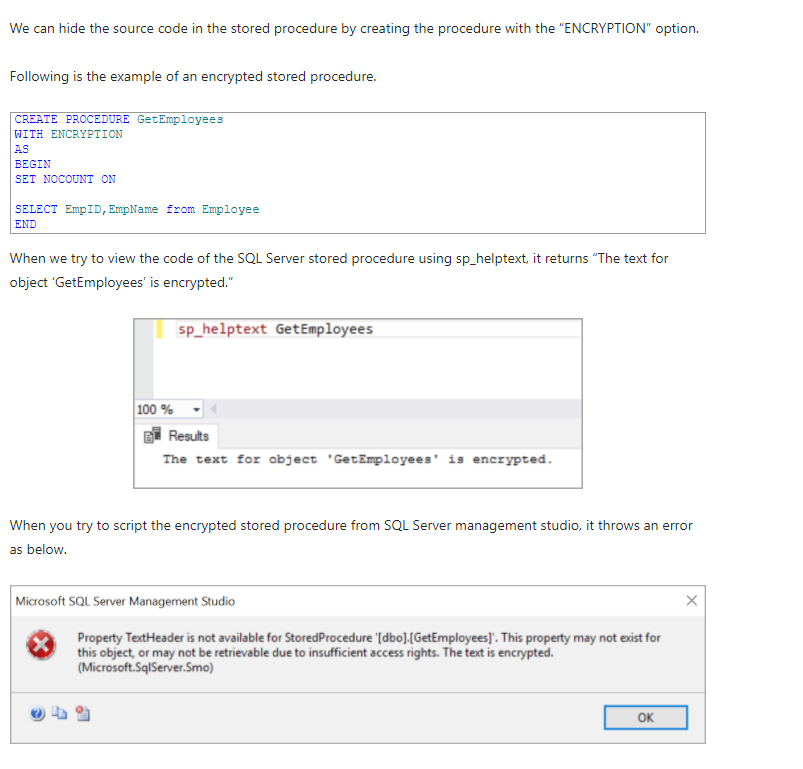 We can hide the source code in the stored procedure by creating the procedure with the “ENCRYPTION” option.
Following is the example of an encrypted stored procedure.
CREATE PROCEDURE GetEmployees
WITH ENCRYPTION
AS
BEGIN
SET NOCOUNT ON
SELECT EmpID,EmpName from Employee
END
When we try to view the code of the SQL Server stored procedure using sp_helptext, it returns “The text for
object ‘GetEmployees’ is encrypted.”
sp_helptext GetEmployees
100 %
Results
The text for object 'GetEmployees' is encrypted.
When you try to script the encrypted stored procedure from SQL Server management studio, it throws an error
as below.
Microsoft SQL Server Management Studio
Property TextHeader is not available for StoredProcedure '[dbo].[GetEmployees]'. This property may not exist for
this object, or may not be retrievable due to insufficient access rights. The text is encrypted.
(Microsoft.SqlServer.Smo)
OK